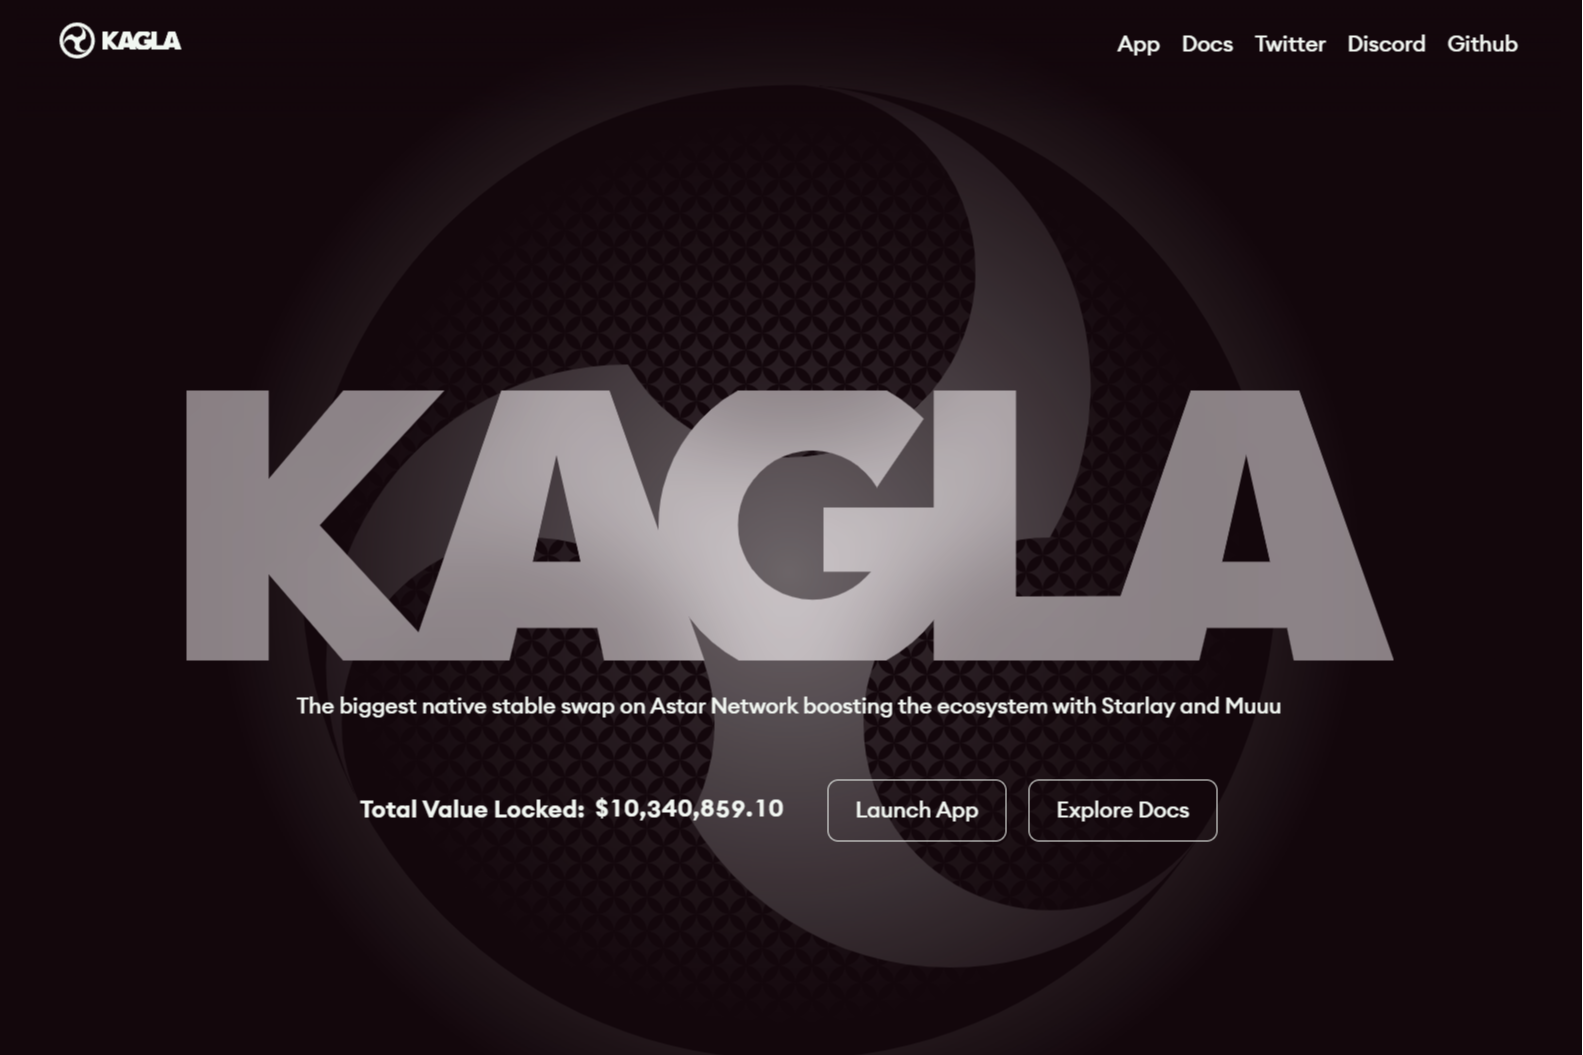 KAGLA
App Docs Twitter Discord Github
KAGLA
The biggest native stable swap on Astar Network boosting the ecosystem with Starlay and Muuu
Total Value Locked: $10,340,859.10
Launch App
Explore Docs